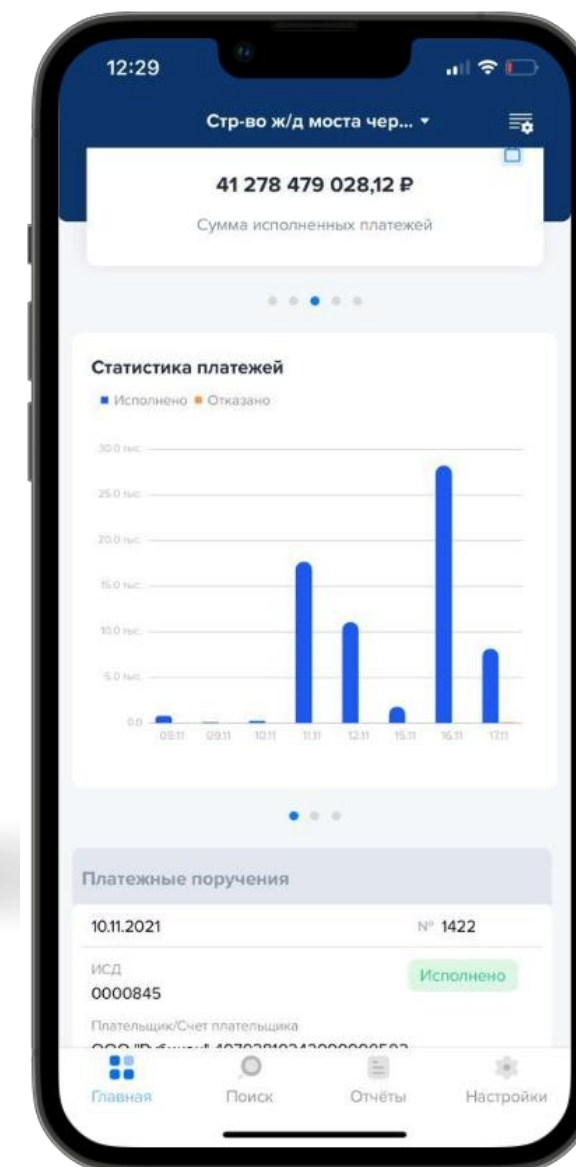 12:29
Стр-во ж/д моста чер...
41 278 479 028,12 ₽
Сумма исполненных платежей
Статистика платежей
Исполнено Отказано
30.0 тыс.
25.0 тыс.
20.0 тыс.
15.0 тыс.
10.0 тыс.
5.0 тыс.
0.0
09.11 10.11 11.11 12.11 15.11 16.11 17.11
Платежные поручения
10.11.2021 № 1422
ИСД Исполнено
0000845
Плательщик/Счет плательщика
ООО
Главная Поиск Отчёты Настройки